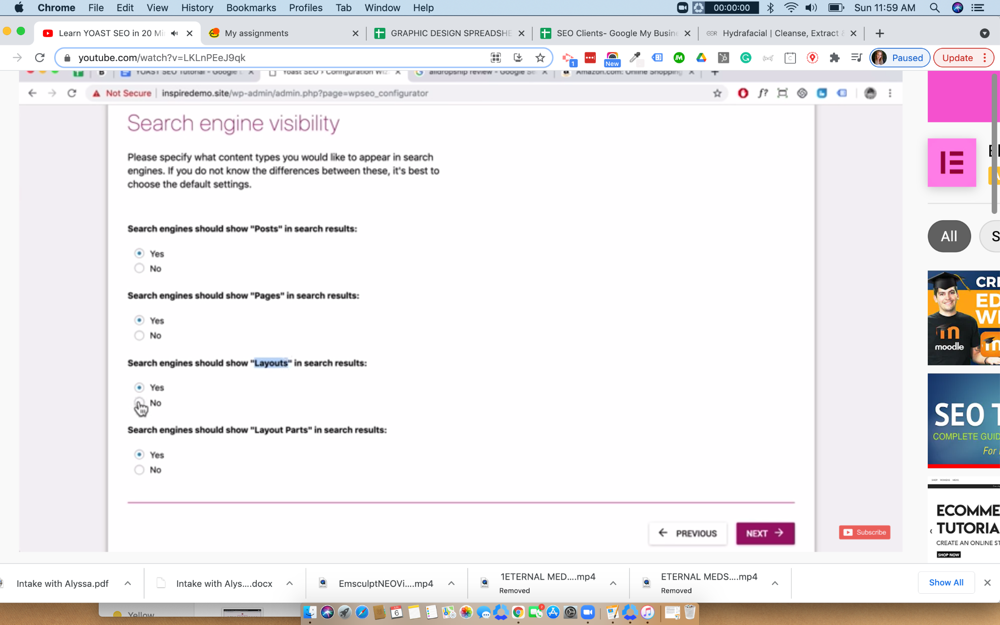 Chrome File Edit View History Bookmarks Profiles Tab Window Help 00:00:00 Sun 11:59 AM
Learn YOAST SEO in 20 Mi
My assignments
GRAPHIC DESIGN SPREADSHE
SEO Clients- Google My Busine
Hydrafacial | Cleanse, Extract &
youtube.com/watch?v=LKLnPEeJ9qk
1
New
Paused
Update
YOAST SEO Tutorial - Google
Yoast SEO > Configuration Wiz
alidropship review - Google Se
Amazon.com: Online Shopping
Not Secure | inspiredemo.site/wp-admin/admin.php?page=wpseo_configurator
f?
Search engine visibility
Please specify what content types you would like to appear in search
engines. If you do not know the differences between these, it's best to
choose the default settings.
Search engines should show "Posts" in search results:
Yes
No
Search engines should show "Pages" in search results:
Yes
No
Search engines should show "Layouts" in search results:
Yes
No
Search engines should show "Layout Parts" in search results:
Yes
No
← PREVIOUS
NEXT →
Subscribe
All
S
CRE
ED
WI
moodle
SEO T
COMPLETE GUID
For
ECOMME
TUTORIA
CREATE AN ONLINE ST
SHOP NOW
Intake with Alyssa.pdf
Intake with Alys....docx
EmsculptNEOVi....mp4
1ETERNAL MED....mp4
Removed
ETERNAL MEDS....mp4
Removed
Show All
Yellow
6
2